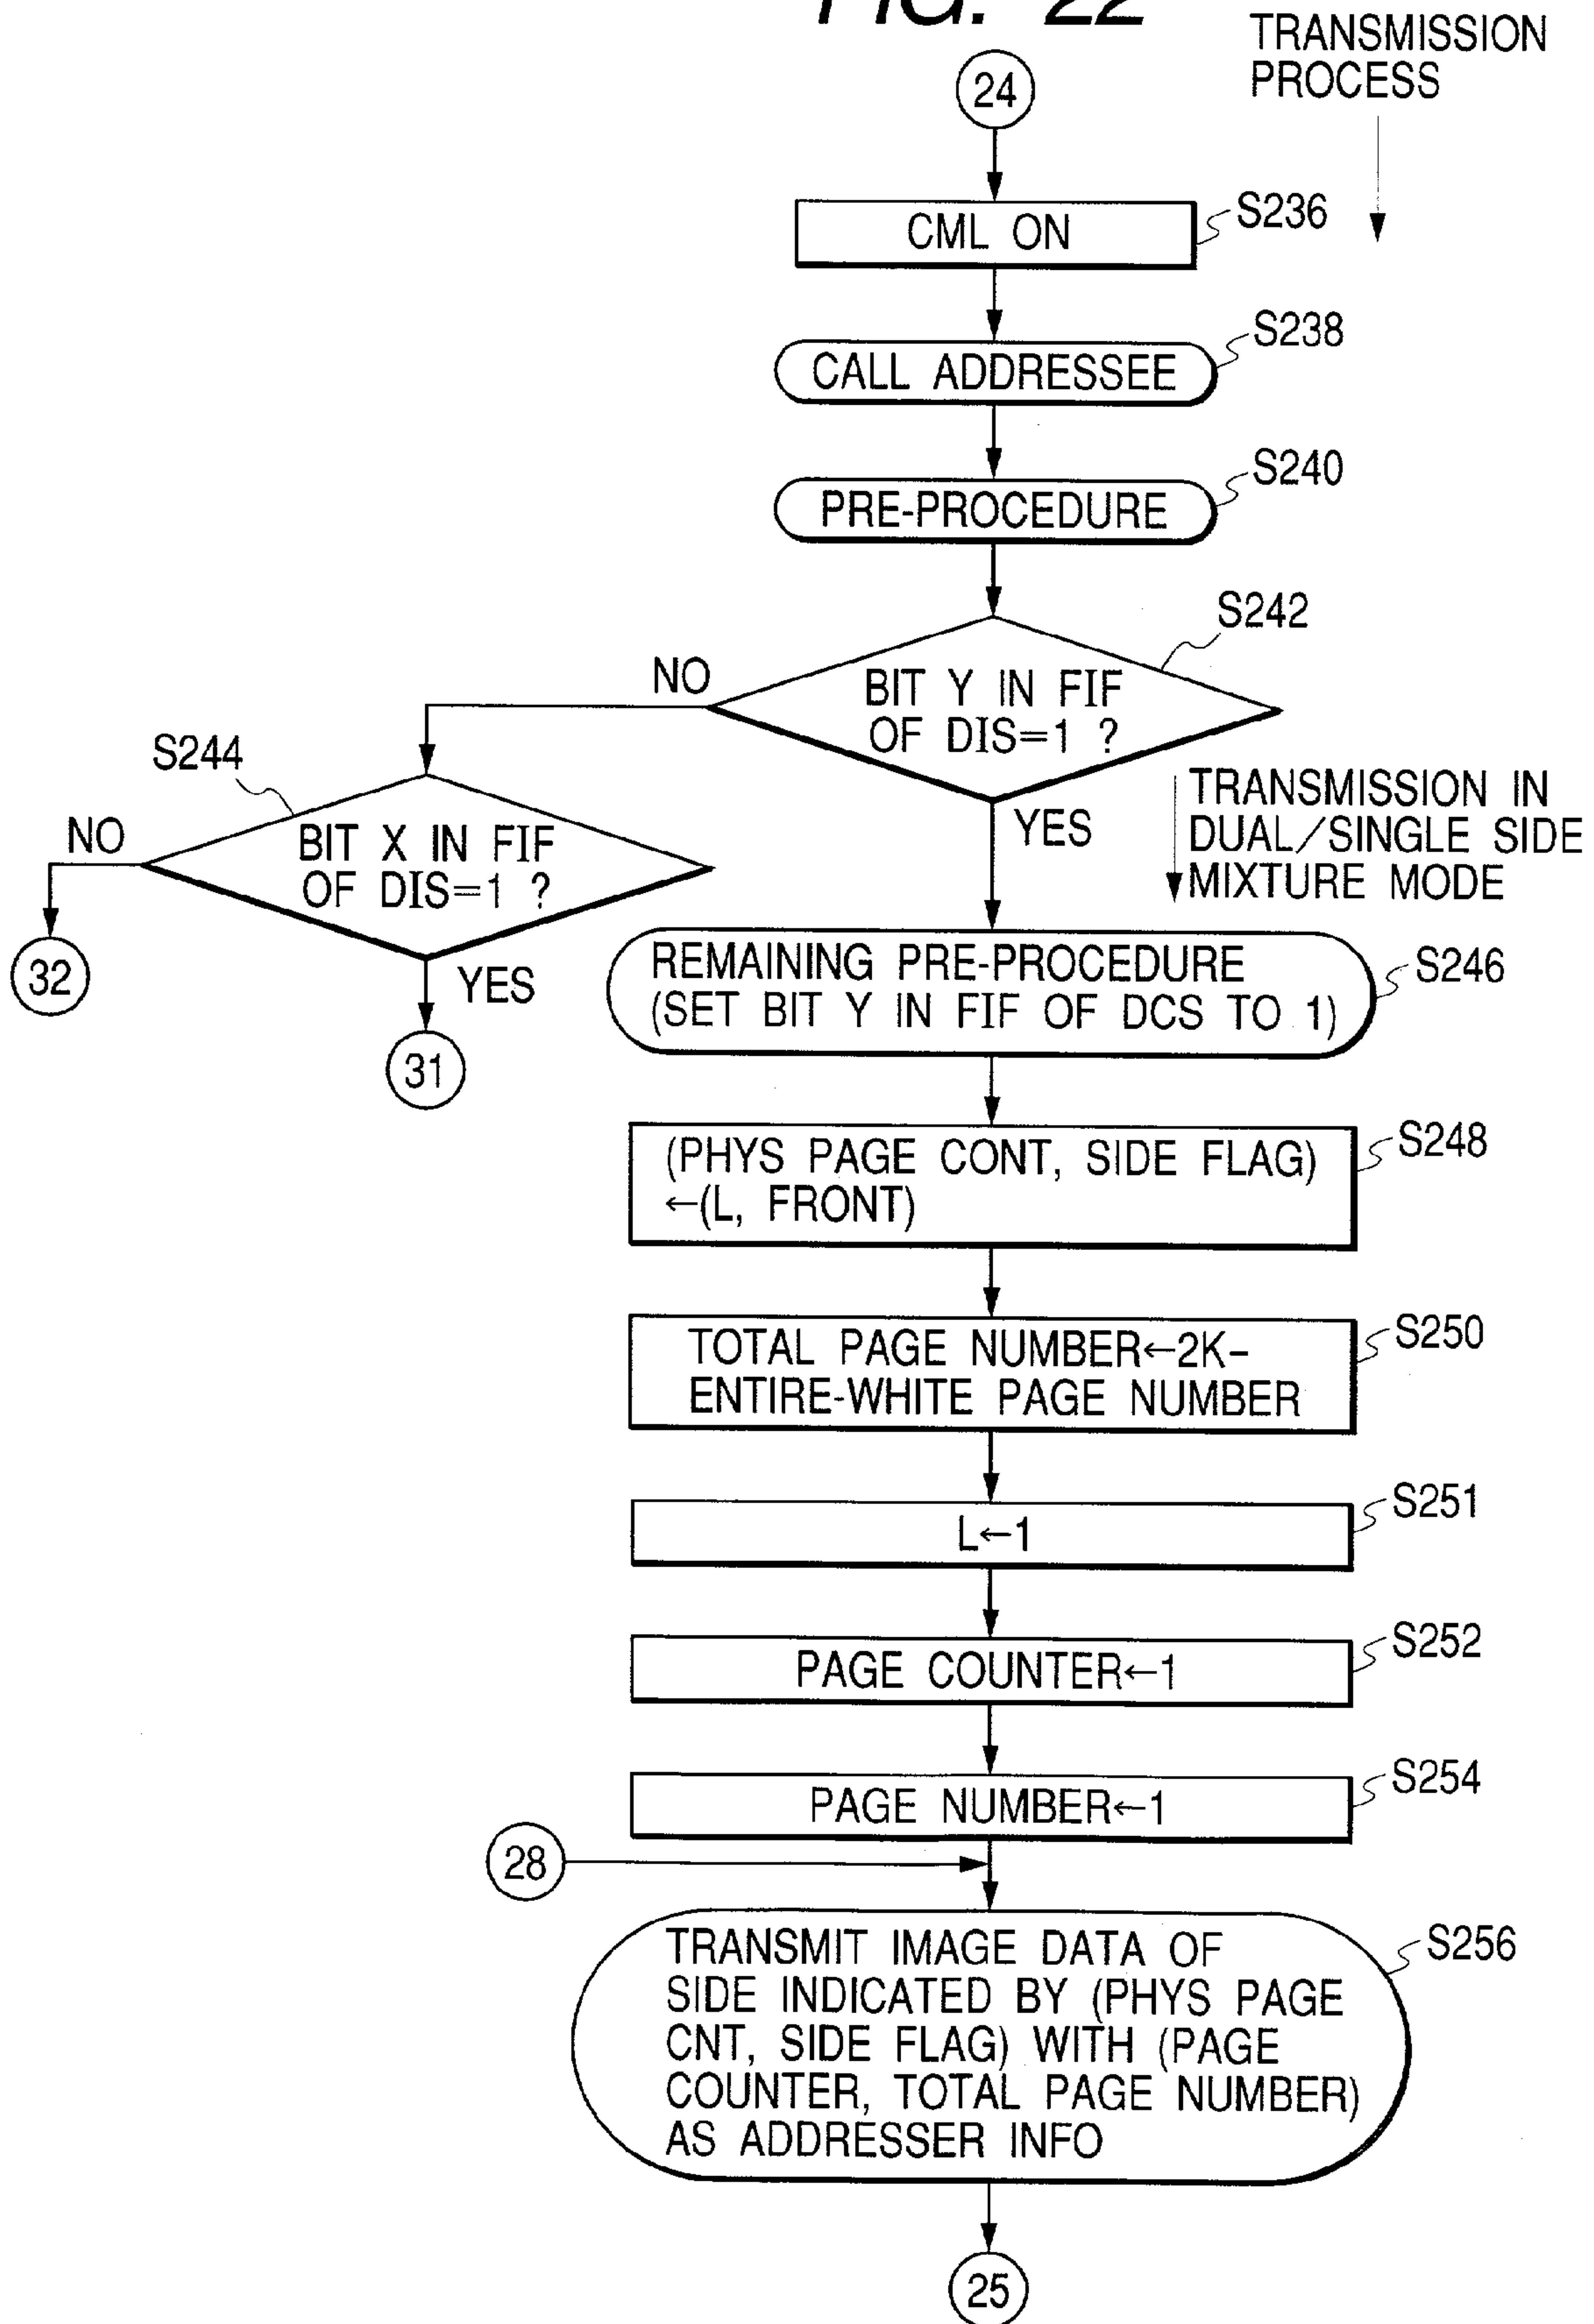 FIG. 22
TRANSMISSION
PROCESS
24
CML ON
S236
CALL ADDRESSEE
S238
PRE-PROCEDURE
S240
BIT Y IN FIF
OF DIS=1 ?
S242
NO
YES
S244
BIT X IN FIF
OF DIS=1 ?
NO
32
YES
31
TRANSMISSION IN
DUAL/SINGLE SIDE
MIXTURE MODE
REMAINING PRE-PROCEDURE
(SET BIT Y IN FIF OF DCS TO 1)
S246
(PHYS PAGE CONT, SIDE FLAG)
←(L, FRONT)
S248
TOTAL PAGE NUMBER←2K-
ENTIRE-WHITE PAGE NUMBER
S250
L←1
S251
PAGE COUNTER←1
S252
PAGE NUMBER←1
S254
28
TRANSMIT IMAGE DATA OF
SIDE INDICATED BY (PHYS PAGE
CNT, SIDE FLAG) WITH (PAGE
COUNTER, TOTAL PAGE NUMBER)
AS ADDRESSER INFO
S256
25